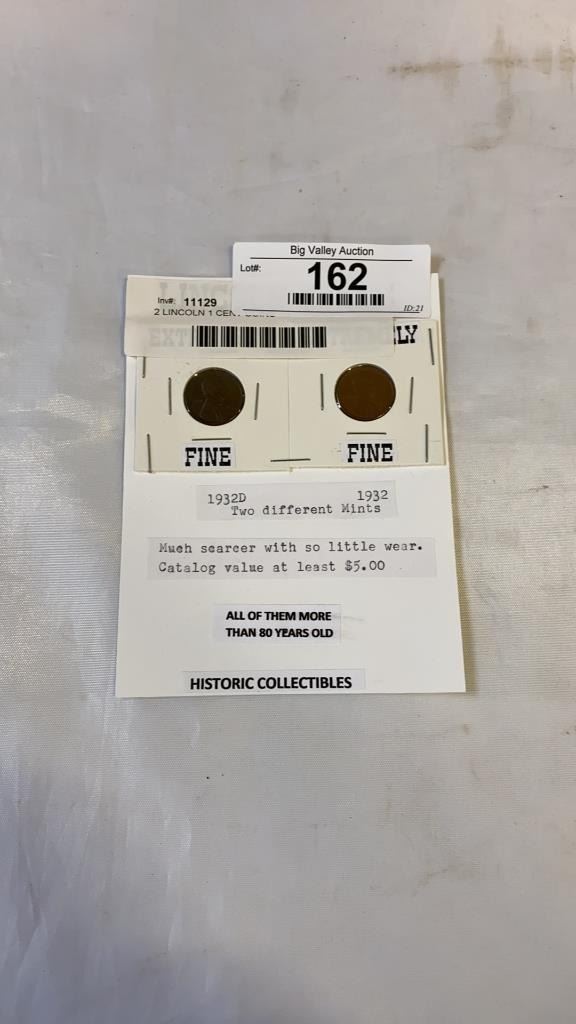 Big Valley Auction
Lot#:
162
ID:21
Inv#: 11129
2 LINCOLN 1 CENT
LY
FINE FINE
1932D 1932
Two different Mints
Much scarcer with so little wear.
Catalog value at least $5.00
ALL OF THEM MORE
THAN 80 YEARS OLD
HISTORIC COLLECTIBLES